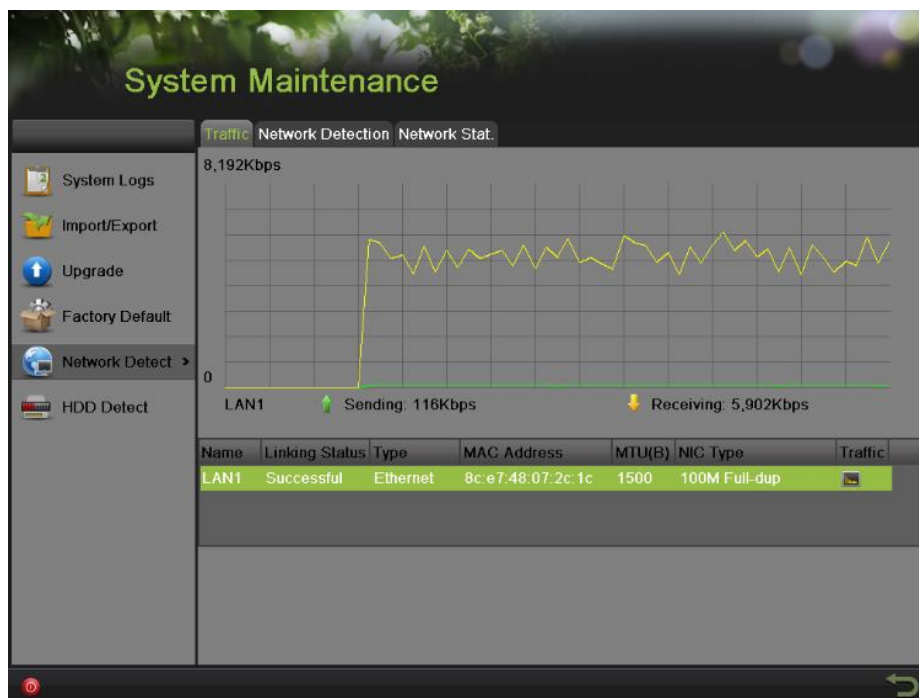 System Maintenance
Traffic Network Detection Network Stat.
System Logs
Import/Export
Upgrade
Factory Default
Network Detect >
HDD Detect
8,192Kbps
0
LAN1 Sending: 116Kbps Receiving: 5,902Kbps
Name Linking Status Type MAC Address MTU(B) NIC Type Traffic
LAN1 Successful Ethernet 8c:e7:48:07:2c:1c 1500 100M Full-dup